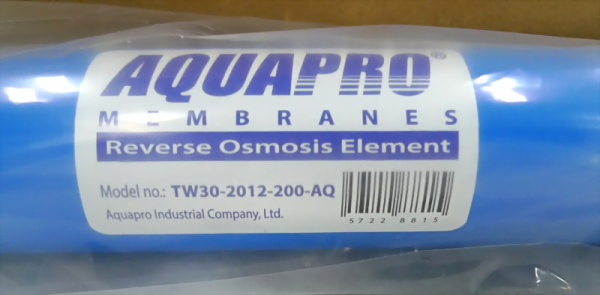 AQUAPRO®
MEMBRANES
Reverse Osmosis Element
Model no.: TW30-2012-200-AQ
Aquapro Industrial Company, Ltd.
5722 8815